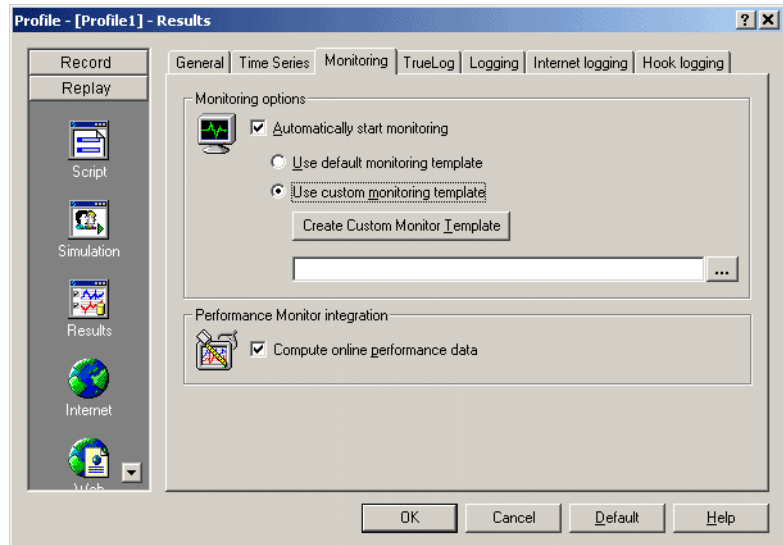 Profile - [Profile1] - Results
Record
Replay
Script
Simulation
Results
Internet
Web
General
Time Series
Monitoring
TrueLog
Logging
Internet logging
Hook logging
Monitoring options
Automatically start monitoring
Use default monitoring template
Use custom monitoring template
Create Custom Monitor Template
...
Performance Monitor integration
Compute online performance data
OK
Cancel
Default
Help